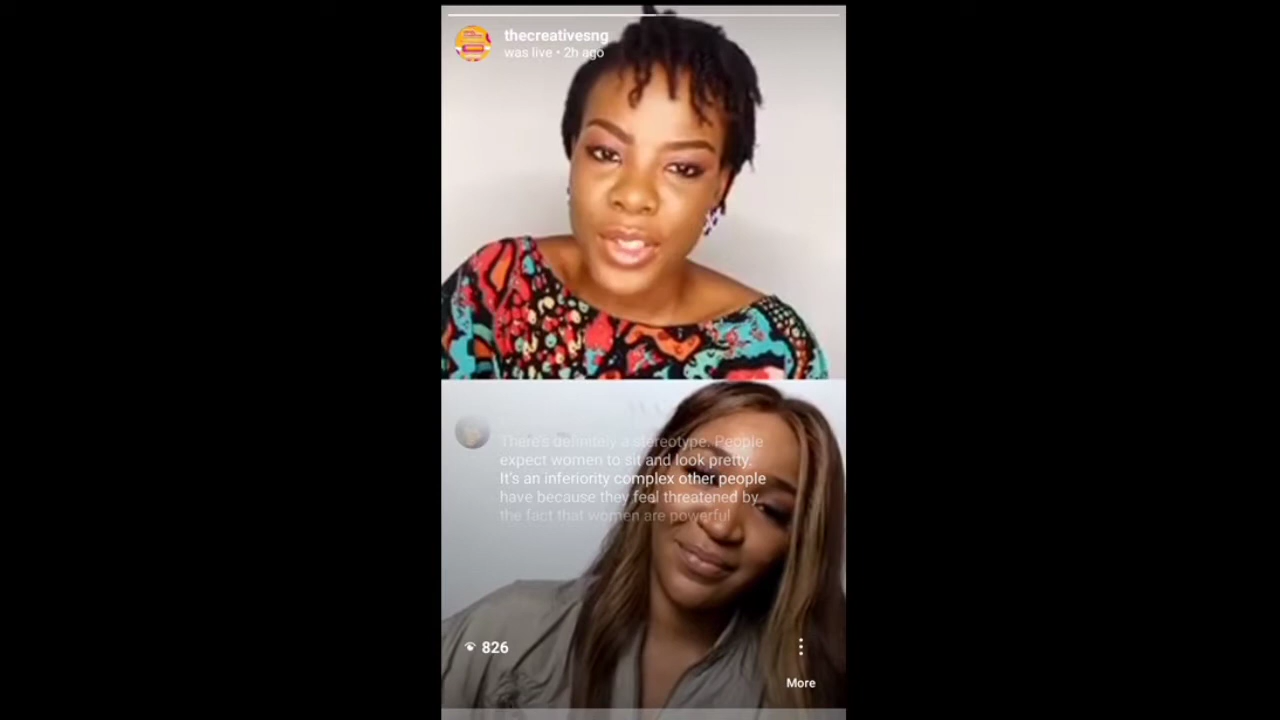 thecreativesng
was live • 2h ago
There's definitely a stereotype. People
expect women to sit and look pretty.
It's an inferiority complex other people
have because they feel threatened by
the fact that women are powerful
826
More